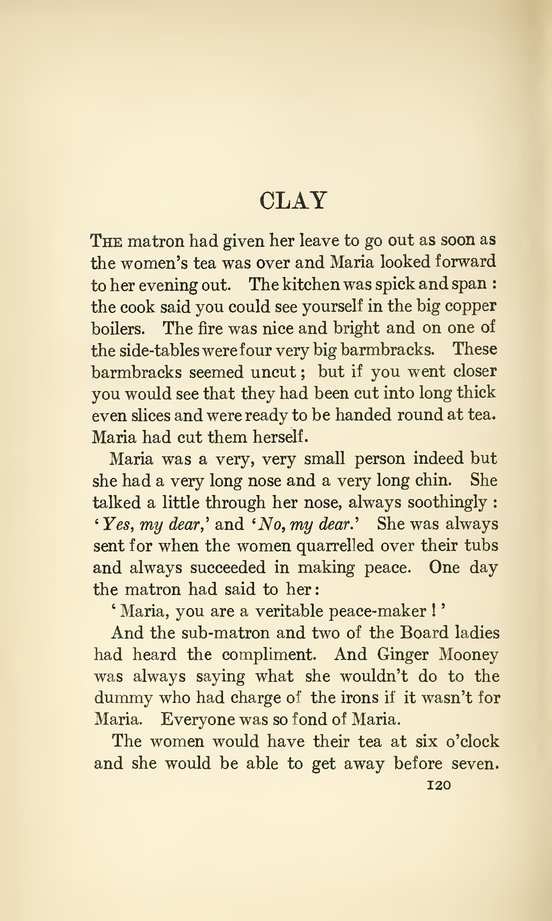 CLAY
THE matron had given her leave to go out as soon as
the women's tea was over and Maria looked forward
to her evening out. The kitchen was spick and span :
the cook said you could see yourself in the big copper
boilers. The fire was nice and bright and on one of
the side-tables were four very big barmbracks. These
barmbracks seemed uncut ; but if you went closer
you would see that they had been cut into long thick
even slices and were ready to be handed round at tea.
Maria had cut them herself.
Maria was a very, very small person indeed but
she had a very long nose and a very long chin. She
talked a little through her nose, always soothingly :
‘ Yes, my dear,’ and ‘ No, my dear.’ She was always
sent for when the women quarrelled over their tubs
and always succeeded in making peace. One day
the matron had said to her :
‘ Maria, you are a veritable peace-maker ! ’
And the sub-matron and two of the Board ladies
had heard the compliment. And Ginger Mooney
was always saying what she wouldn't do to the
dummy who had charge of the irons if it wasn't for
Maria. Everyone was so fond of Maria.
The women would have their tea at six o'clock
and she would be able to get away before seven.
120